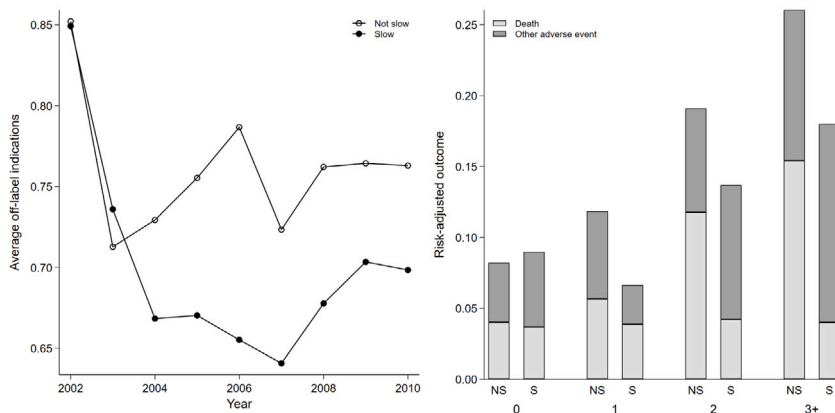 Not slow
Slow
Average off-label indications
0.85
0.80
0.75
0.70
0.65
2002 2004 2006 2008 2010
Year
Death
Other adverse event
Risk-adjusted outcome
0.25
0.20
0.15
0.10
0.05
0.00
NS S NS S NS S NS S
0 1 2 3+